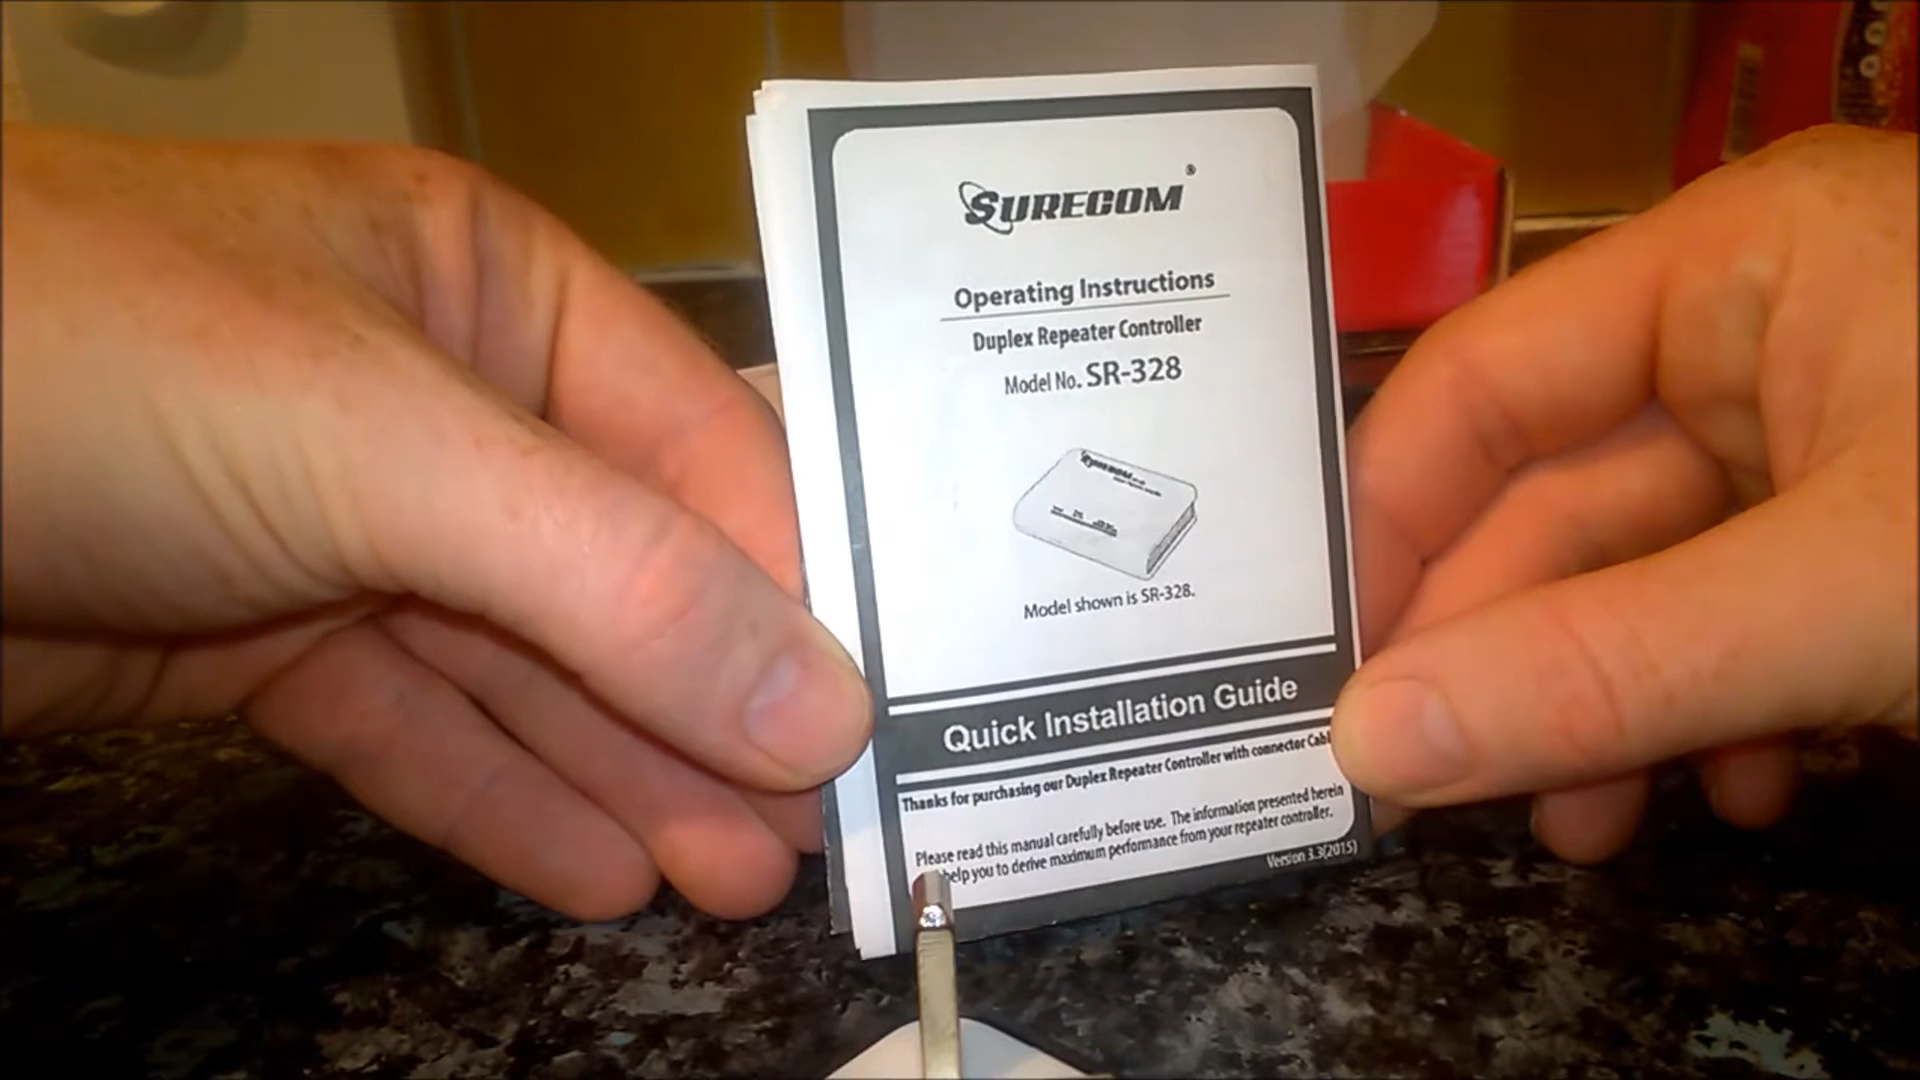 SURECOM®
Operating Instructions
Duplex Repeater Controller
Model No. SR-328
SURECOM
Model shown is SR-328.
Quick Installation Guide
Thanks for purchasing our Duplex Repeater Controller with connector
Please read this manual carefully before use. The information presented herein
help you to derive maximum performance from your repeater controller.
Version 3.3(2015)